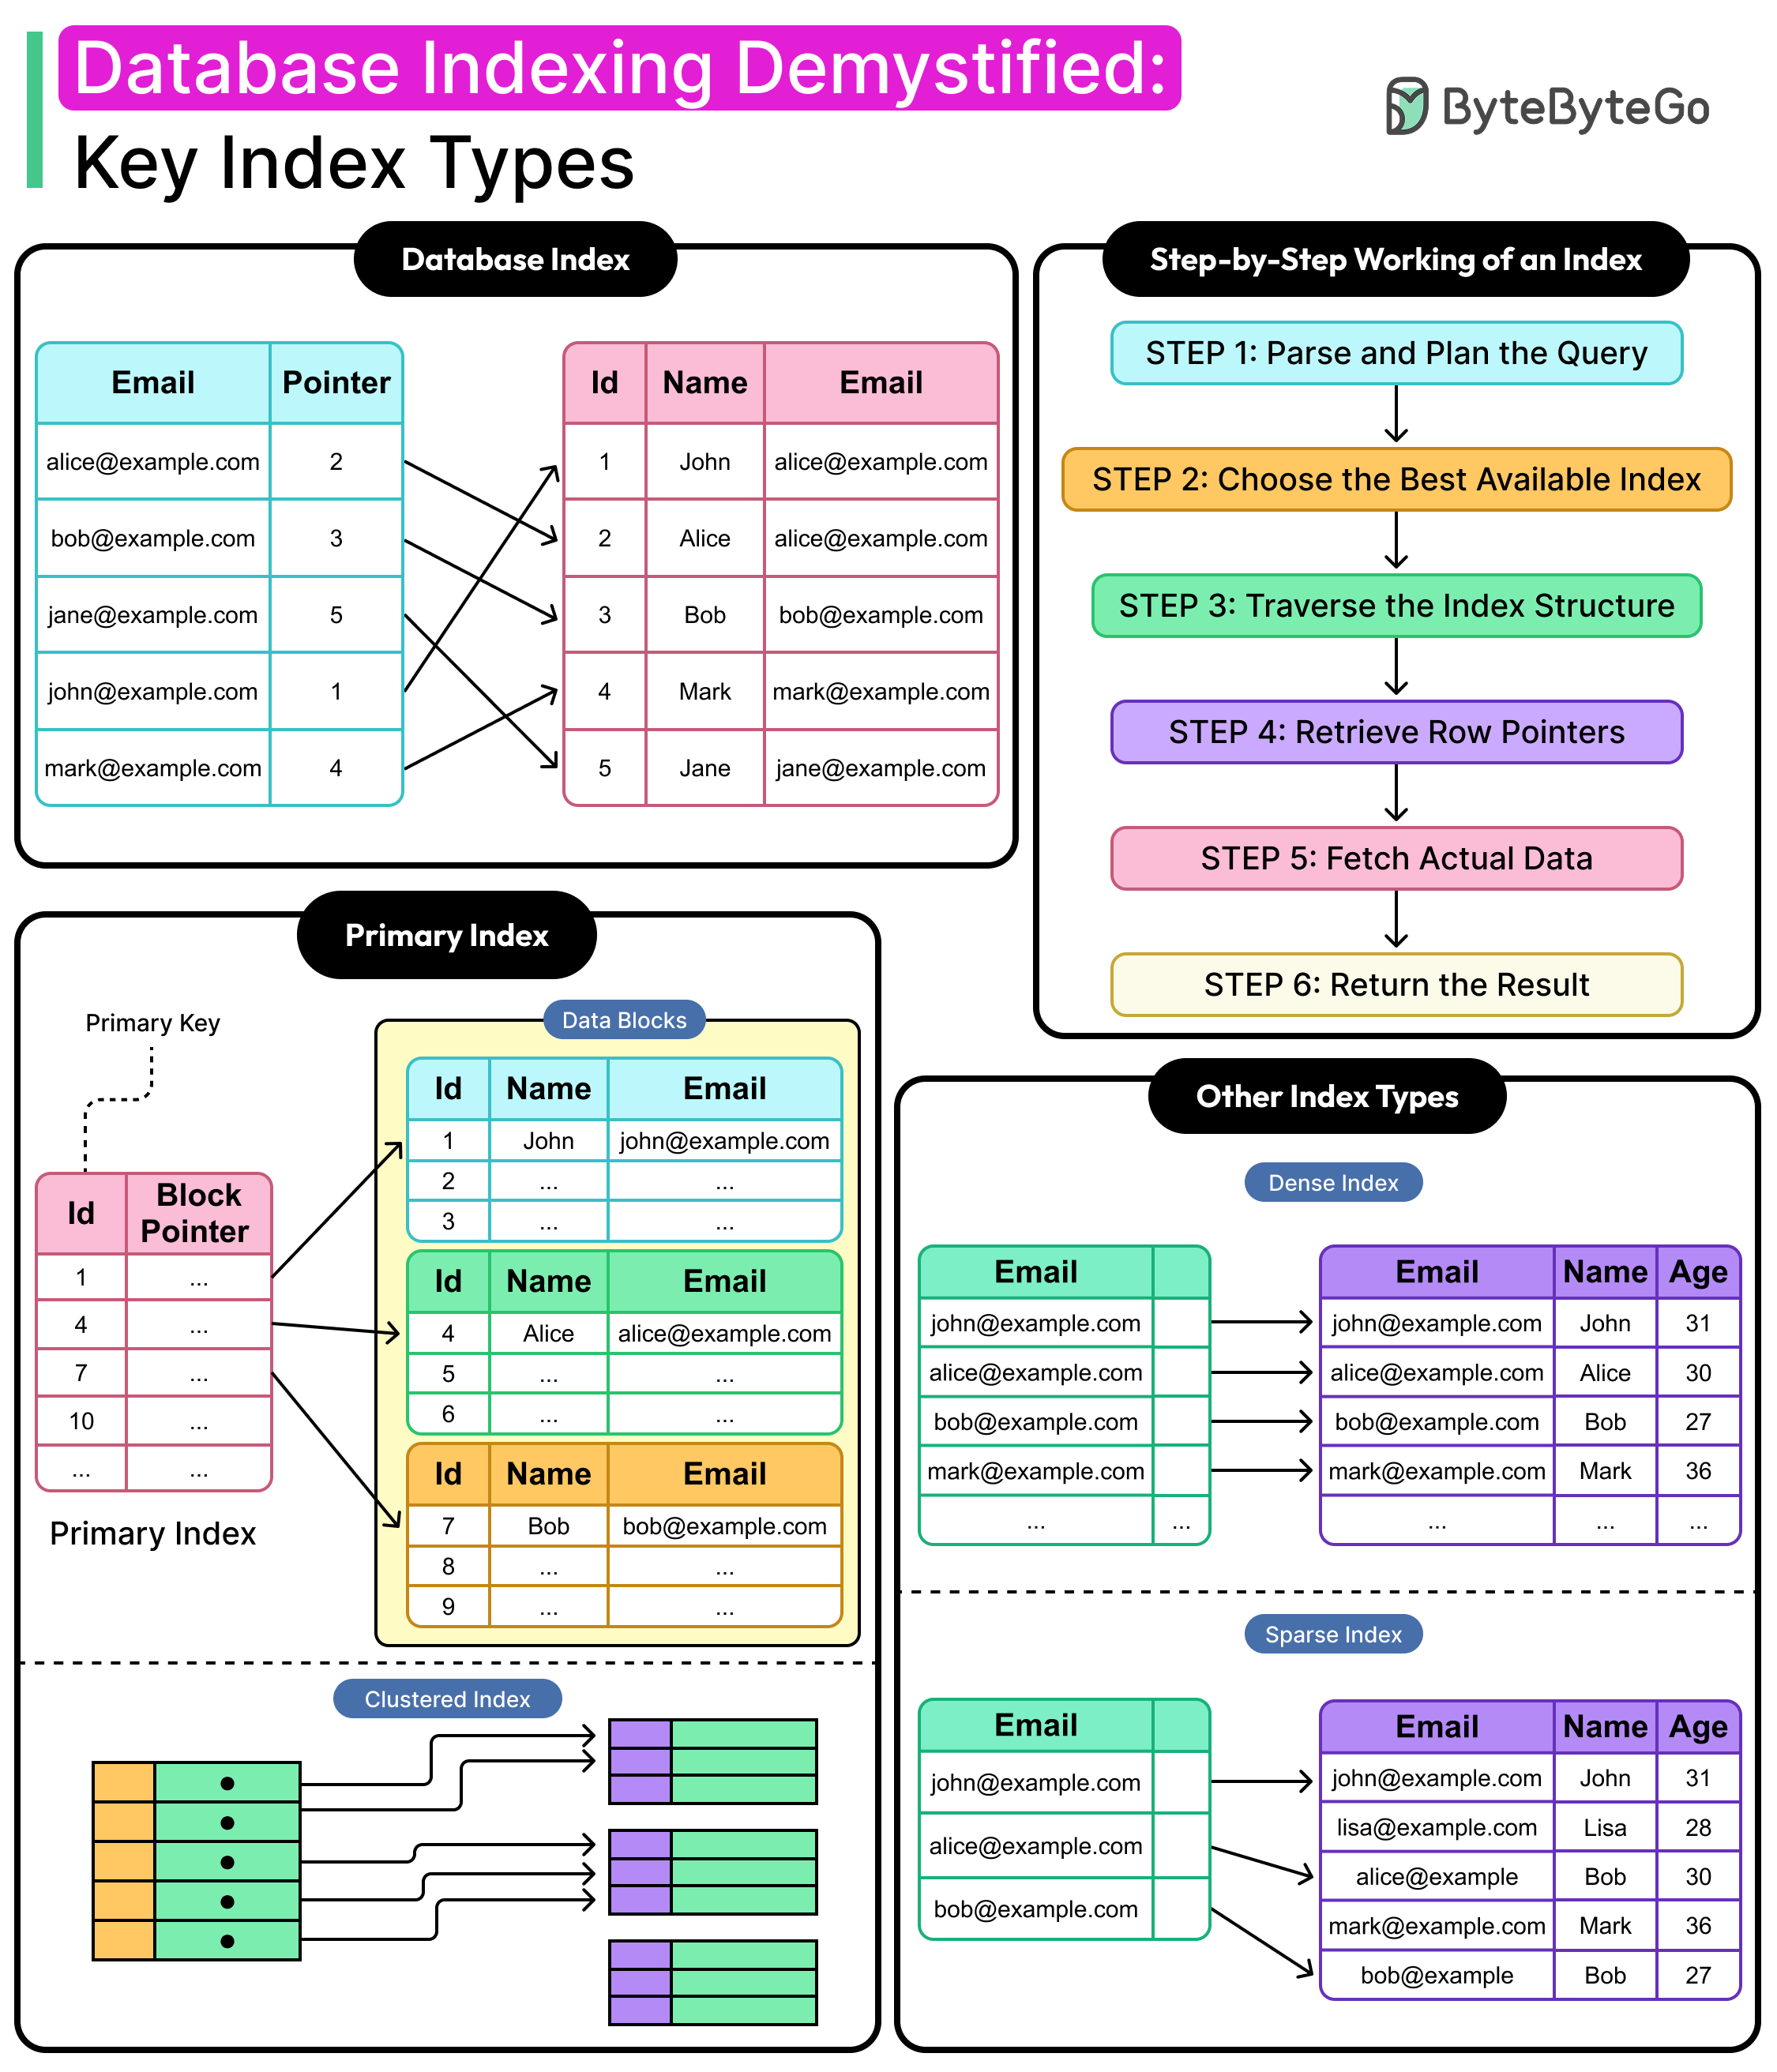 Database Indexing Demystified:
Key Index Types
ByteByteGo
Database Index
Email Pointer
alice@example.com 2
bob@example.com 3
jane@example.com 5
john@example.com 1
mark@example.com 4
Id Name Email
1 John alice@example.com
2 Alice alice@example.com
3 Bob bob@example.com
4 Mark mark@example.com
5 Jane jane@example.com
Step-by-Step Working of an Index
STEP 1: Parse and Plan the Query
STEP 2: Choose the Best Available Index
STEP 3: Traverse the Index Structure
STEP 4: Retrieve Row Pointers
STEP 5: Fetch Actual Data
STEP 6: Return the Result
Primary Index
Primary Key
Id Block
Pointer
1 ...
4 ...
7 ...
10 ...
... ...
Primary Index
Data Blocks
Id Name Email
1 John john@example.com
2 ... ...
3 ... ...
Id Name Email
4 Alice alice@example.com
5 ... ...
6 ... ...
Id Name Email
7 Bob bob@example.com
8 ... ...
9 ... ...
Clustered Index
Other Index Types
Dense Index
Email
john@example.com
alice@example.com
bob@example.com
mark@example.com
... ...
Email Name Age
john@example.com John 31
alice@example.com Alice 30
bob@example.com Bob 27
mark@example.com Mark 36
... ... ...
Sparse Index
Email
john@example.com
alice@example.com
bob@example.com
Email Name Age
john@example.com John 31
lisa@example.com Lisa 28
alice@example Bob 30
mark@example.com Mark 36
bob@example Bob 27